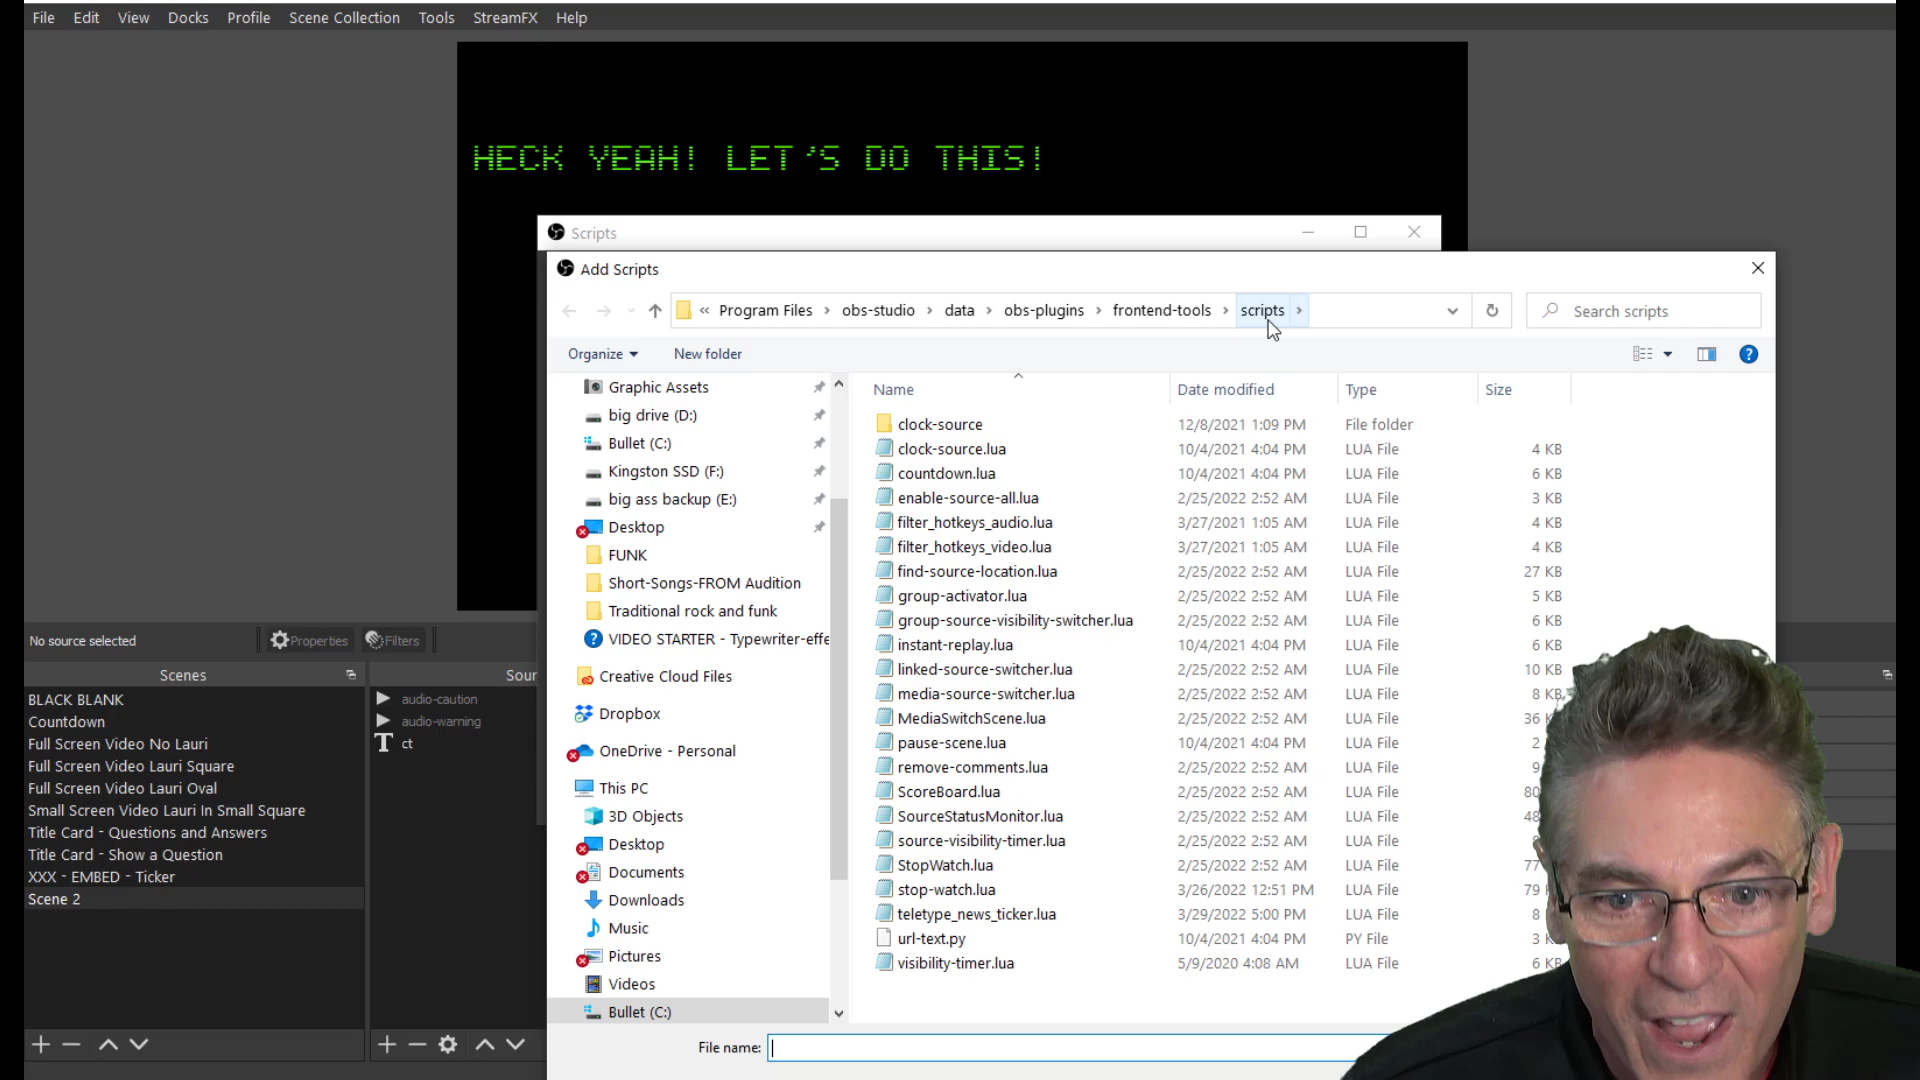 File Edit View Docks Profile Scene Collection Tools StreamFX Help
HECK YEAH! LET'S DO THIS!
Scripts
Add Scripts
« Program Files › obs-studio › data › obs-plugins › frontend-tools › scripts ›
Search scripts
Organize
New folder
Graphic Assets
big drive (D:)
Bullet (C:)
Kingston SSD (F:)
big ass backup (E:)
Desktop
FUNK
Short-Songs-FROM Audition
Traditional rock and funk
VIDEO STARTER - Typewriter-effe
Creative Cloud Files
Dropbox
OneDrive - Personal
This PC
3D Objects
Desktop
Documents
Downloads
Music
Pictures
Videos
Bullet (C:)
Name Date modified Type Size
clock-source 12/8/2021 1:09 PM File folder
clock-source.lua 10/4/2021 4:04 PM LUA File 4 KB
countdown.lua 10/4/2021 4:04 PM LUA File 6 KB
enable-source-all.lua 2/25/2022 2:52 AM LUA File 3 KB
filter_hotkeys_audio.lua 3/27/2021 1:05 AM LUA File 4 KB
filter_hotkeys_video.lua 3/27/2021 1:05 AM LUA File 4 KB
find-source-location.lua 2/25/2022 2:52 AM LUA File 27 KB
group-activator.lua 2/25/2022 2:52 AM LUA File 5 KB
group-source-visibility-switcher.lua 2/25/2022 2:52 AM LUA File 6 KB
instant-replay.lua 10/4/2021 4:04 PM LUA File 6 KB
linked-source-switcher.lua 2/25/2022 2:52 AM LUA File 10 KB
media-source-switcher.lua 2/25/2022 2:52 AM LUA File 8 KB
MediaSwitchScene.lua 2/25/2022 2:52 AM LUA File 36
pause-scene.lua 10/4/2021 4:04 PM LUA File 2
remove-comments.lua 2/25/2022 2:52 AM LUA File 9
ScoreBoard.lua 2/25/2022 2:52 AM LUA File 80
SourceStatusMonitor.lua 2/25/2022 2:52 AM LUA File 48
source-visibility-timer.lua 2/25/2022 2:52 AM LUA File
StopWatch.lua 2/25/2022 2:52 AM LUA File 77
stop-watch.lua 3/26/2022 12:51 PM LUA File 79
teletype_news_ticker.lua 3/29/2022 5:00 PM LUA File 8
url-text.py 10/4/2021 4:04 PM PY File 3
visibility-timer.lua 5/9/2020 4:08 AM LUA File 6 KB
File name:
No source selected
Properties
Filters
Scenes
BLACK BLANK
Countdown
Full Screen Video No Lauri
Full Screen Video Lauri Square
Full Screen Video Lauri Oval
Small Screen Video Lauri In Small Square
Title Card - Questions and Answers
Title Card - Show a Question
XXX - EMBED - Ticker
Scene 2
Sour
audio-caution
audio-warning
ct